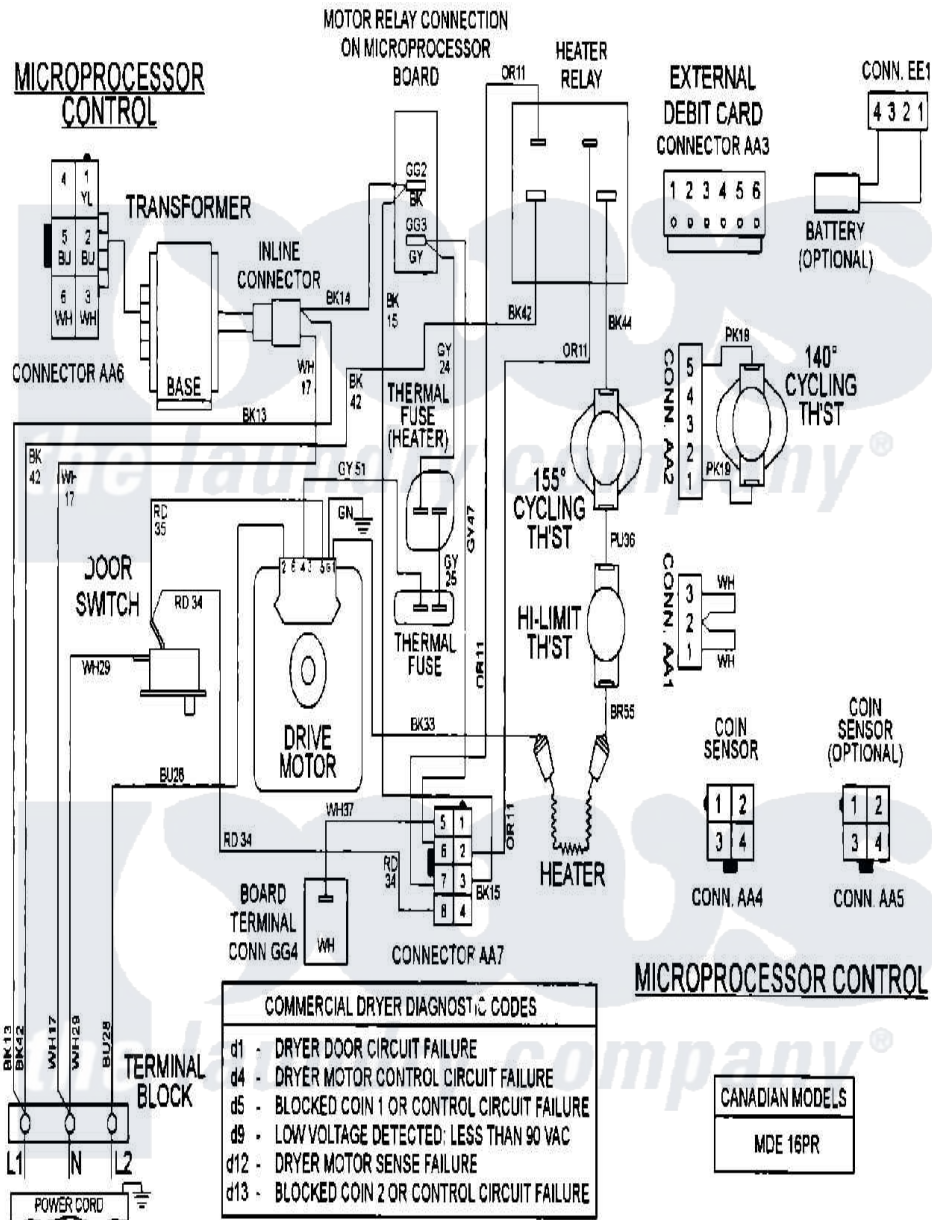 MOTOR RELAY CONNECTION
ON MICROPROCESSOR
BOARD
MICROPROCESSOR
CONTROL
HEATER
RELAY
OR11
EXTERNAL
DEBIT CARD
CONNECTOR AA3
1 2 3 4 5 6
CONN. EE1
4 3 2 1
BATTERY
(OPTIONAL)
4 1
YL
5 2
BU BU
6 3
WH WH
CONNECTOR AA6
TRANSFORMER
BASE
INLINE
CONNECTOR
GG2
BK
GG3
GY
BK14
BK
15
BK42
BK44
OR11
WH
17
BK
42
GY
24
BK13
THERMAL
FUSE
(HEATER)
CONN. AA2
5
4
3
2
1
PK19
PK19
140°
CYCLING
TH'ST
the laundry company®
BK
42
WH
17
GY 51
RD
35
GN
155°
CYCLING
TH'ST
GY47
PU36
GY
25
2 6 4 3 5 G 1
DOOR
SWITCH
RD 34
WH29
THERMAL
FUSE
OR11
HI-LIMIT
TH'ST
CONN. AA1
3
2
1
WH
WH
DRIVE
MOTOR
BK33
BR55
COIN
SENSOR
1 2
3 4
CONN. AA4
COIN
SENSOR
(OPTIONAL)
1 2
3 4
CONN. AA5
BU28
WH37
RD 34
RD
34
5 1
6 2
7 3
8 4
BK15
OR11
HEATER
BOARD
TERMINAL
CONN GG4
WH
CONNECTOR AA7
MICROPROCESSOR CONTROL
COMMERCIAL DRYER DIAGNOSTIC CODES
d1 - DRYER DOOR CIRCUIT FAILURE
d4 - DRYER MOTOR CONTROL CIRCUIT FAILURE
d5 - BLOCKED COIN 1 OR CONTROL CIRCUIT FAILURE
d9 - LOW VOLTAGE DETECTED: LESS THAN 90 VAC
d12 - DRYER MOTOR SENSE FAILURE
d13 - BLOCKED COIN 2 OR CONTROL CIRCUIT FAILURE
BK13
BK42
WH17
WH29
BU28
TERMINAL
BLOCK
L1 N L2
POWER CORD
the laundry company®
CANADIAN MODELS
MDE 16PR